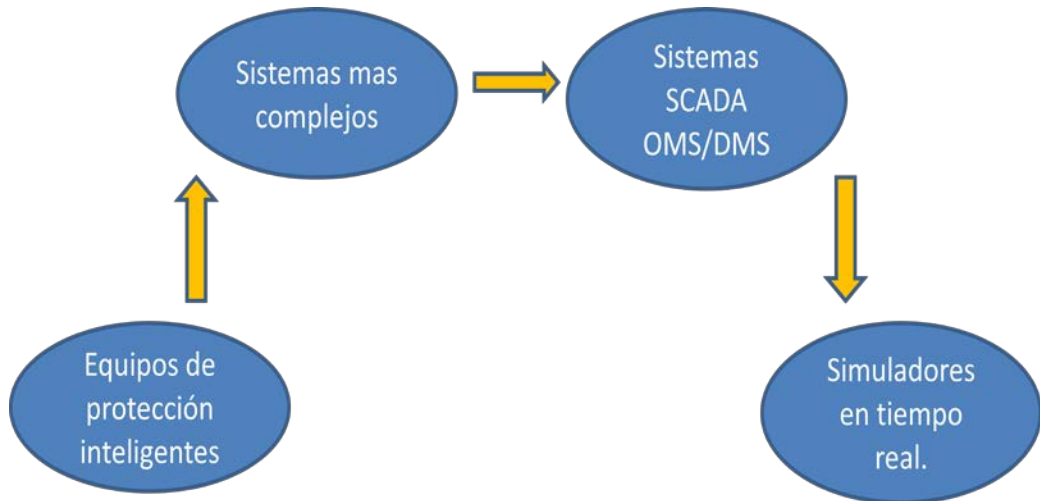 Sistemas mas
complejos
Sistemas
SCADA
OMS/DMS
Equipos de
protección
inteligentes
Simuladores
en tiempo
real.